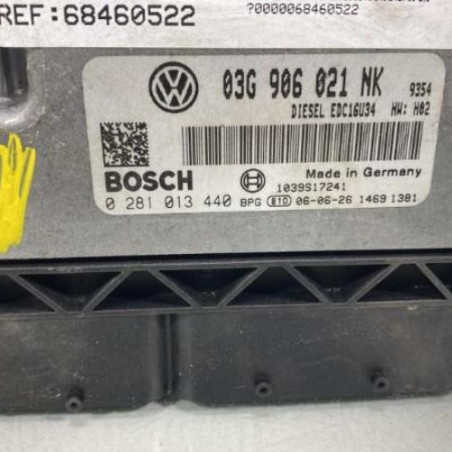 REF:68460522
?0000068460522
03G 906 021 NK 9354
DIESEL EDC16U34 HW: H02
Made in Germany
BOSCH 1039S17241
0 281 013 440 BPG E10 06-06-26 1469 1381